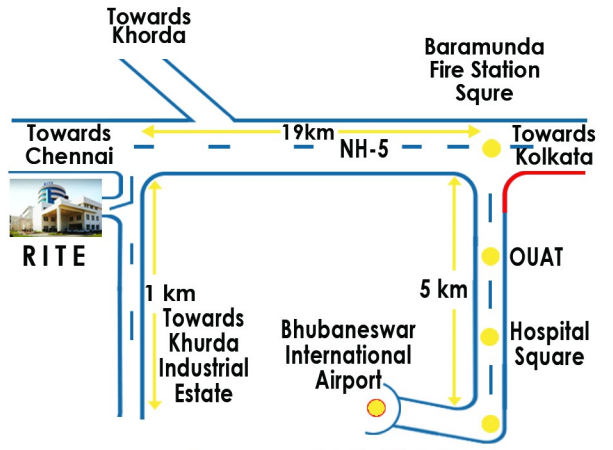 Towards
Khorda
Baramunda
Fire Station
Squre
Towards
Chennai
19km
NH-5
Towards
Kolkata
RITE
OUAT
1 km
5 km
Towards
Khurda
Industrial
Estate
Bhubaneswar
International
Airport
Hospital
Square